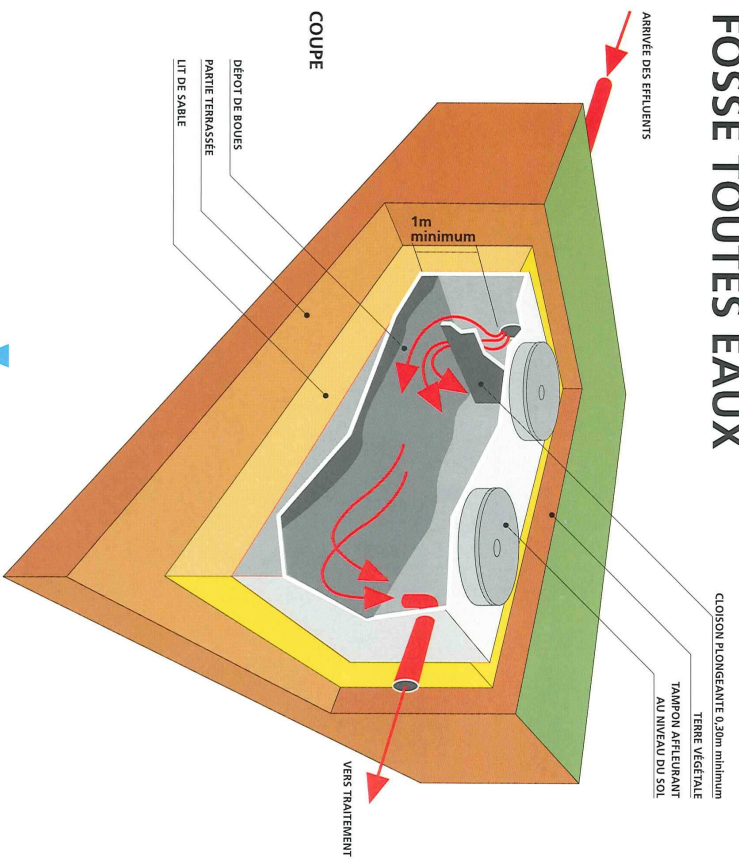 FOSSE TOUTES EAUX
ARRIVÉE DES EFFLUENTS
CLOISON PLONGEANTE 0,30m minimum
TERRE VÉGÉTALE
TAMPON AFFLEURANT
AU NIVEAU DU SOL
1m
minimum
VERS TRAITEMENT
COUPE
DÉPOT DE BOUES
PARTIE TERRASSÉE
LIT DE SABLE